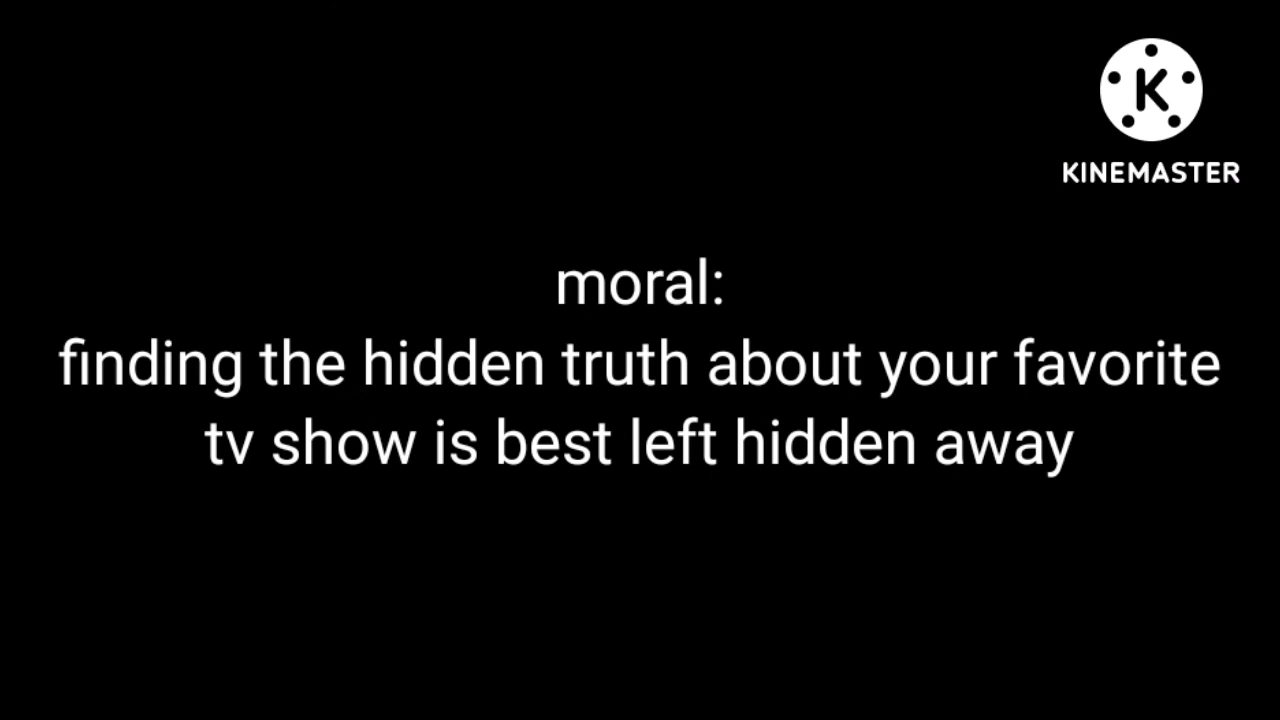 K
KINEMASTER
moral:
finding the hidden truth about your favorite
tv show is best left hidden away